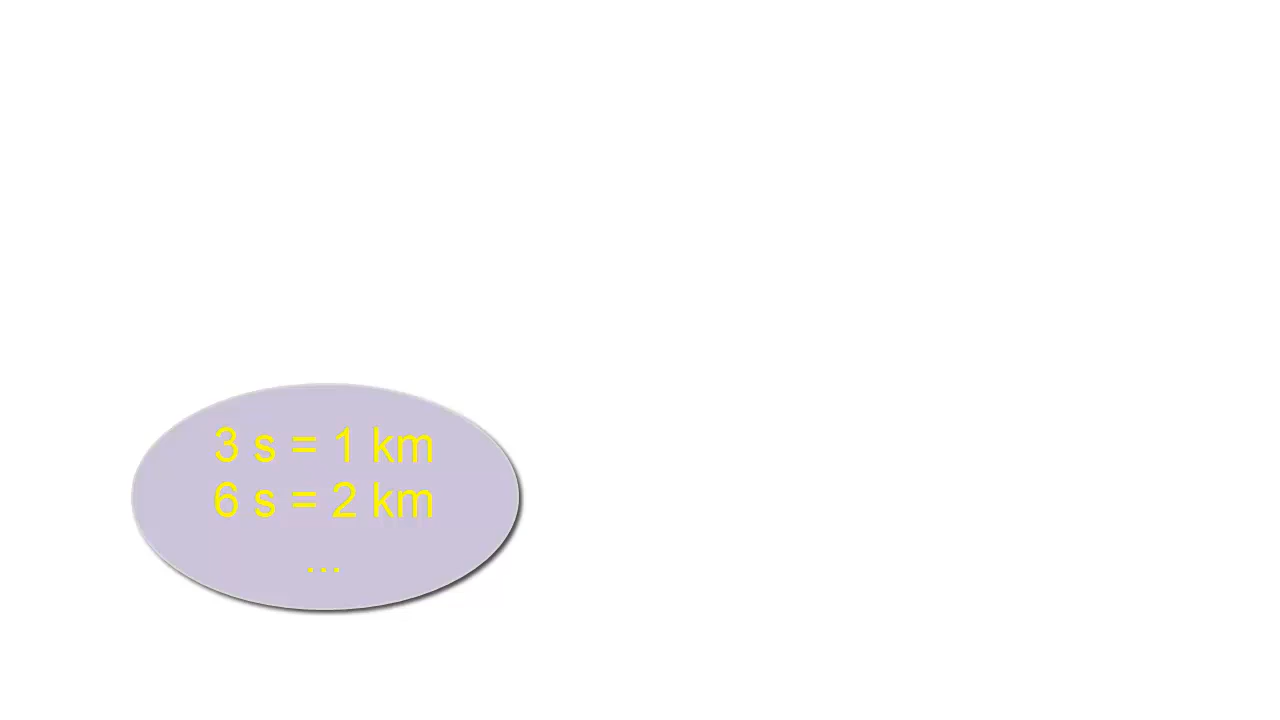 3 s = 1 km
6 s = 2 km
...